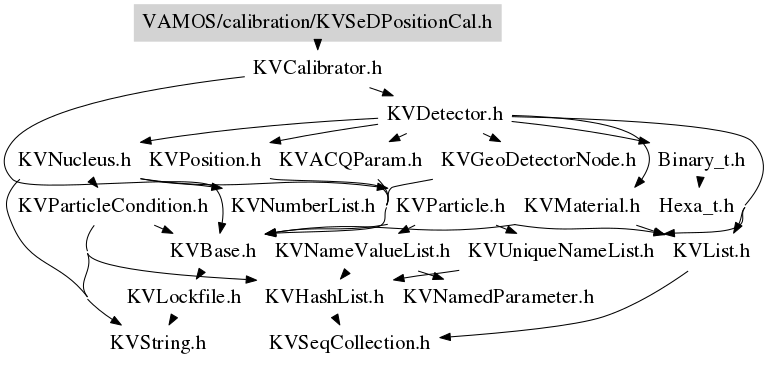 VAMOS/calibration/KVSeDPositionCal.h
KVCalibrator.h
KVDetector.h
KVNucleus.h KVPosition.h KVACQParam.h KVGeoDetectorNode.h Binary_t.h
KVParticleCondition.h KVNumberList.h KVParticle.h KVMaterial.h Hexa_t.h
KVBase.h KVNameValueList.h KVUniqueNameList.h KVList.h
KVLockfile.h KVHashList.h KVNamedParameter.h
KVString.h KVSeqCollection.h